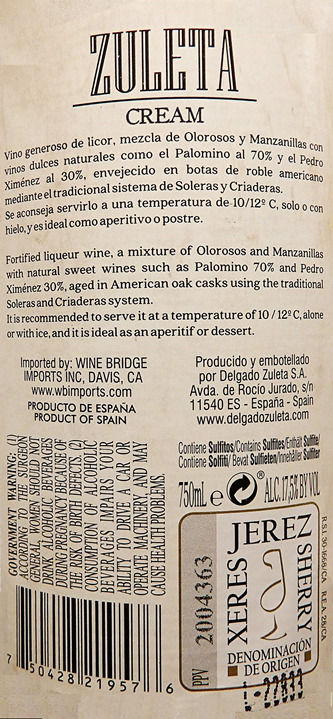 ZULETA
CREAM
Vino generoso de licor, mezcla de Olorosos y Manzanillas con
vinos dulces naturales como el Palomino al 70% y el Pedro
Ximénez al 30%, envejecido en botas de roble americano
mediante el tradicional sistema de Soleras y Criaderas.
Se aconseja servirlo a una temperatura de 10/12º C, solo o con
hielo, y es ideal como aperitivo o postre.
Fortified liqueur wine, a mixture of Olorosos and Manzanillas
with natural sweet wines such as Palomino 70% and Pedro
Ximénez 30%, aged in American oak casks using the traditional
Soleras and Criaderas system.
It is recommended to serve it at a temperature of 10 / 12º C, alone
or with ice, and it is ideal as an aperitif or dessert.
Imported by: WINE BRIDGE
IMPORTS INC, DAVIS, CA
www.wbimports.com
PRODUCTO DE ESPAÑA
PRODUCT OF SPAIN
Producido y embotellado
por Delgado Zuleta S.A.
Avda. de Rocío Jurado, s/n
11540 ES - España - Spain
www.delgadozuleta.com
GOVERNMENT WARNING: (1)
ACCORDING TO THE SURGEON
GENERAL, WOMEN SHOULD NOT
DRINK ALCOHOLIC BEVERAGES
DURING PREGNANCY BECAUSE OF
THE RISK OF BIRTH DEFECTS. (2)
CONSUMPTION OF ALCOHOLIC
BEVERAGES IMPAIRS YOUR
ABILITY TO DRIVE A CAR OR
OPERATE MACHINERY, AND MAY
CAUSE HEALTH PROBLEMS.
7 50428 21957 6
Contiene Sulfitos/Contains Sulfites/Enthält Sulfite/
Contiene Solfiti/ Bevat Sulfieten/Innehåller Sulfiter
750mL e ® ALC. 17,5% BY VOL
PPV 2004363
XERES
JEREZ
SHERRY
DENOMINACIÓN
DE ORIGEN